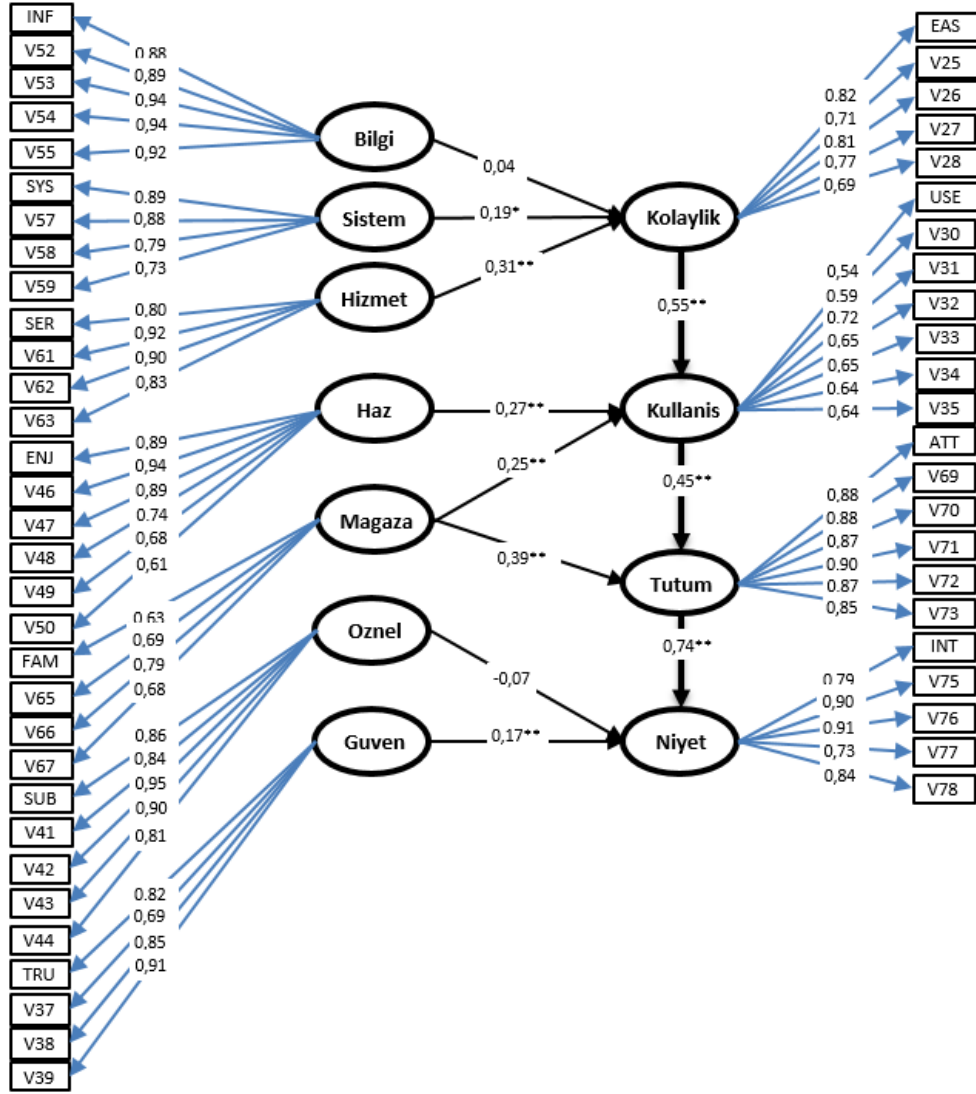 INF
V52
V53
V54
V55
SYS
V57
V58
V59
SER
V61
V62
V63
ENJ
V46
V47
V48
V49
V50
FAM
V65
V66
V67
SUB
V41
V42
V43
V44
TRU
V37
V38
V39
0.88
0,89
0,94
0,94
0,92
0.89
0,88
0,79
0,73
0,80
0,92
0,90
0,83
0,89
0,94
0,89
0.74
0,68
0,61
0.63
0,69
0,79
0,68
0,86
0,84
0,95
0,90
0,81
0.82
0,69
0,85
0,91
Bilgi
Sistem
Hizmet
Haz
Magaza
Oznel
Guven
0,04
0,19*
0,31**
0,27**
0,25**
0,39**
-0,07
0,17**
Kolaylik
0,55**
Kullanis
0,45**
Tutum
0,74**
Niyet
0.82
0,71
0,81
0,77
0,69
0,54
0.59
0,72
0,65
0,65
0,64
0,64
0,88
0.88
0,87
0,90
0,87
0,85
0.79
0,90
0,91
0,73
0,84
EAS
V25
V26
V27
V28
USE
V30
V31
V32
V33
V34
V35
ATT
V69
V70
V71
V72
V73
INT
V75
V76
V77
V78